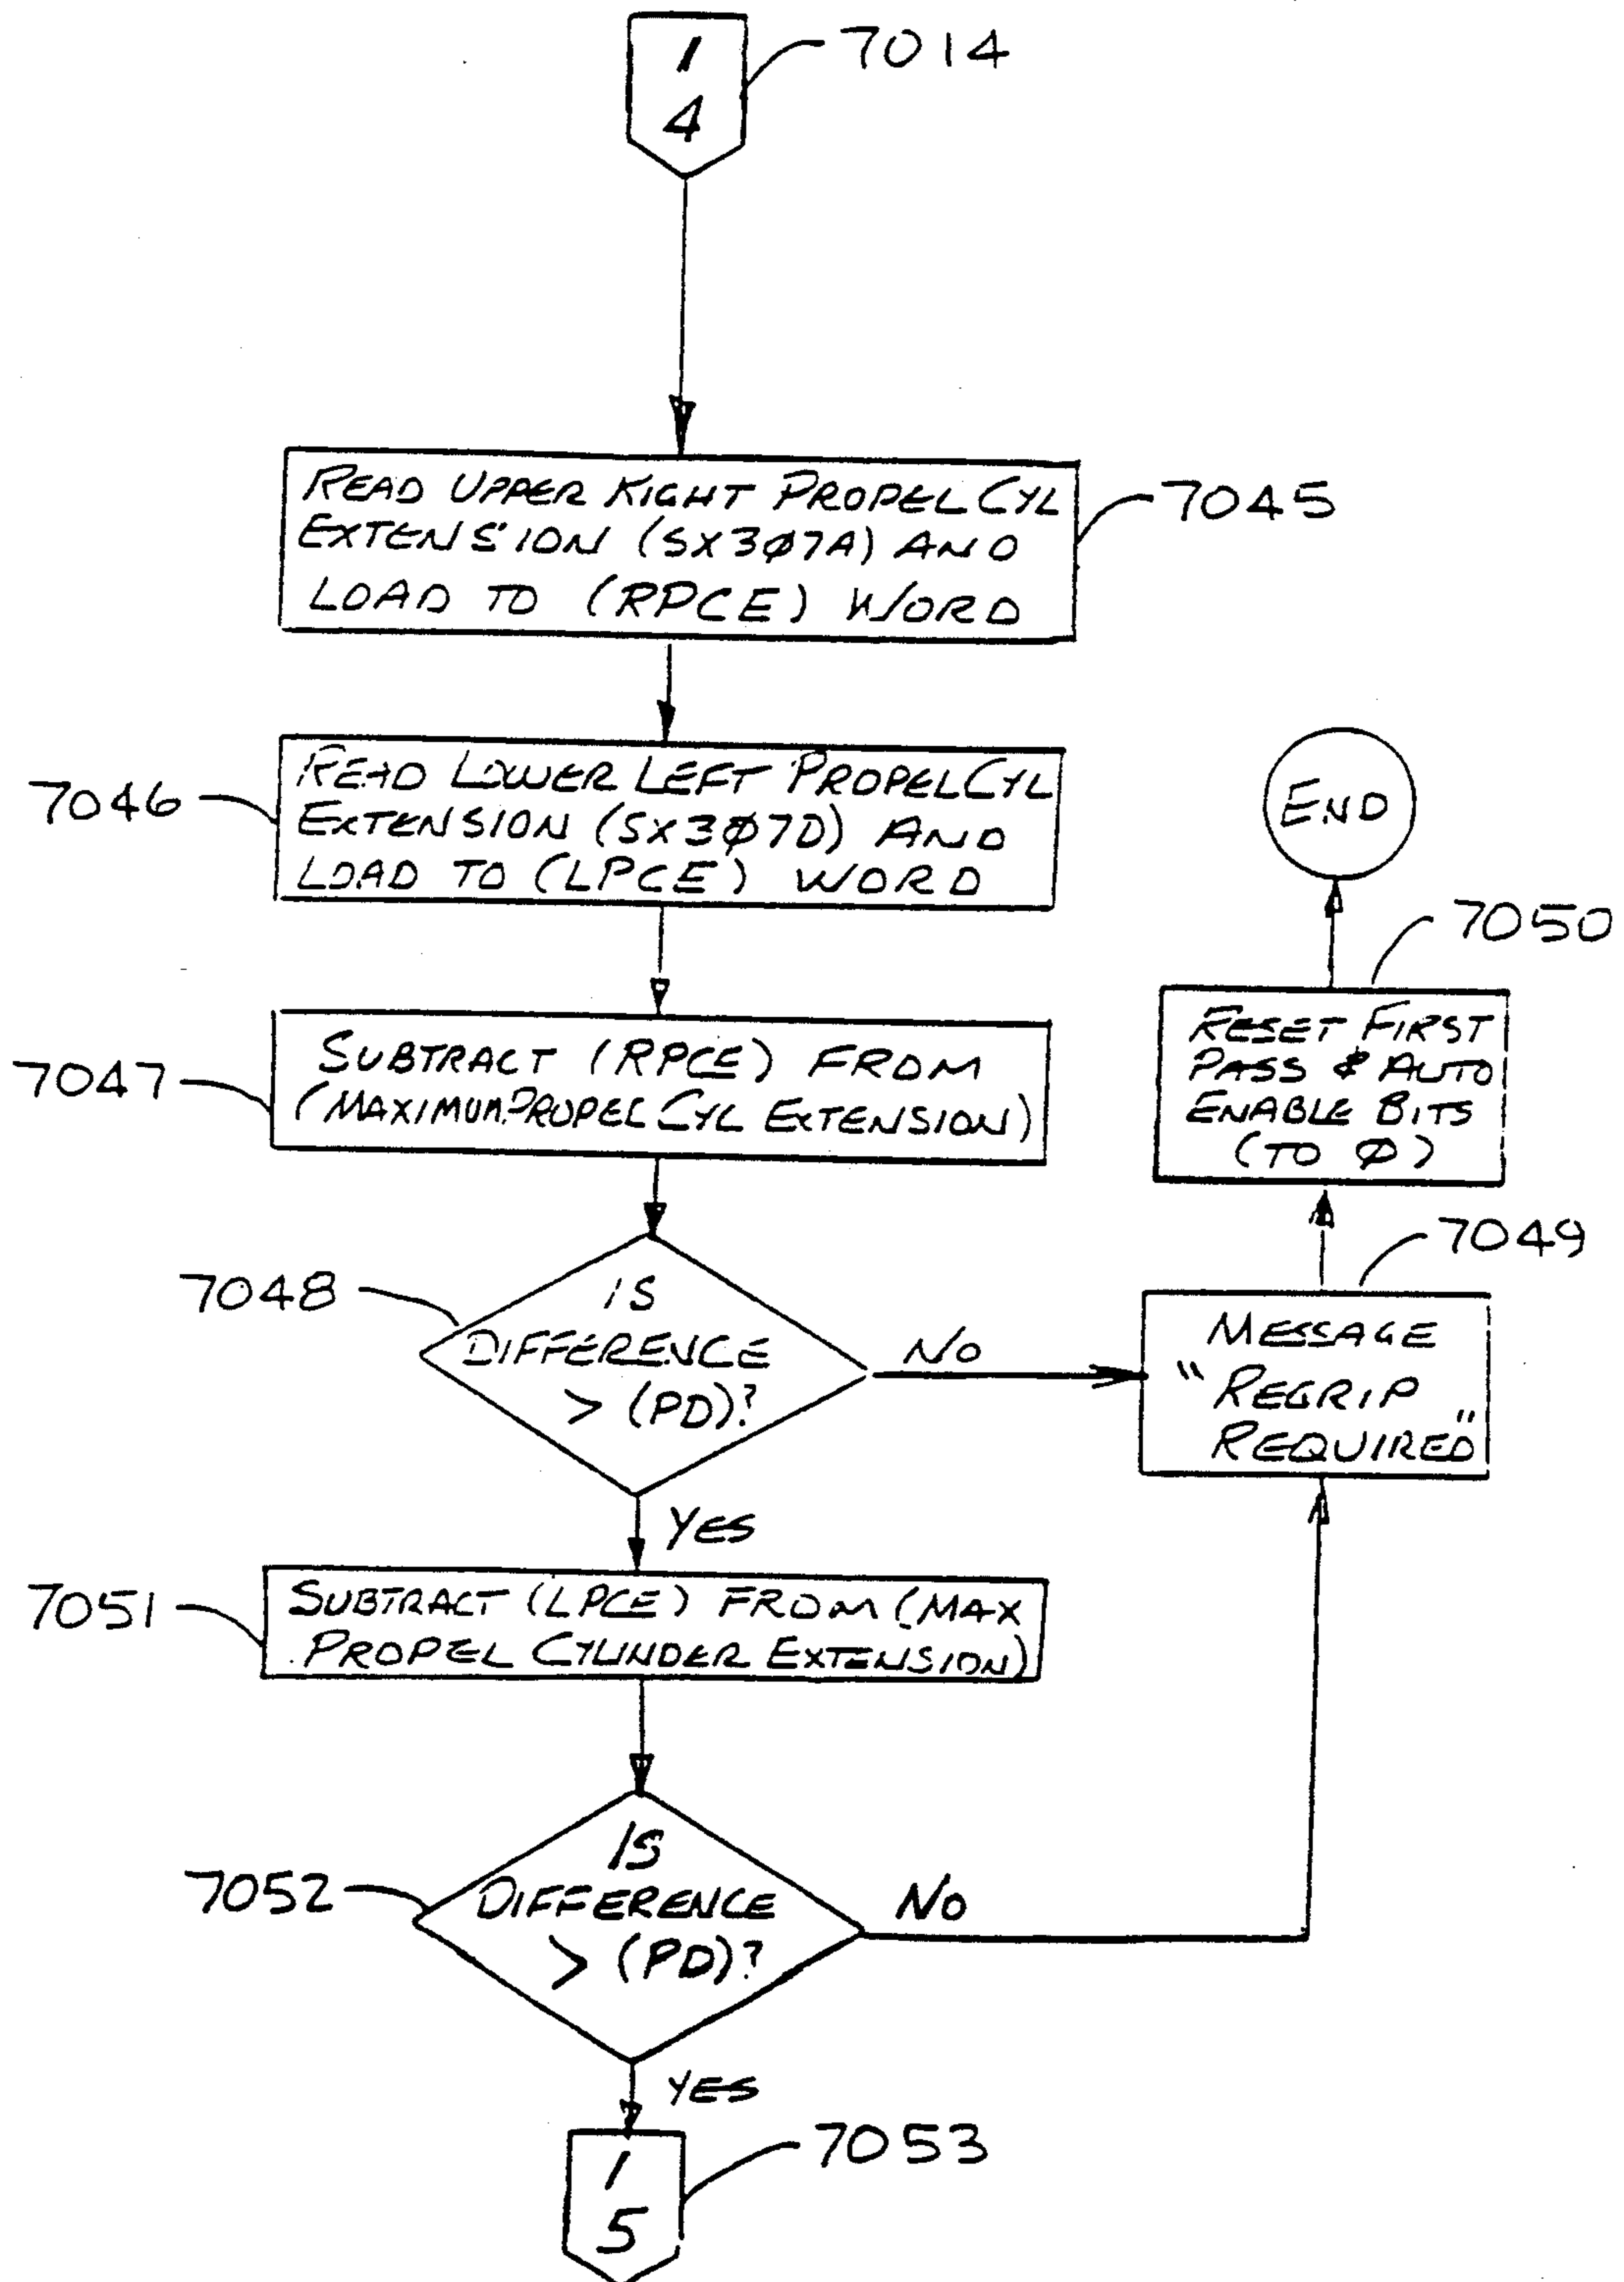 1
4
7014
READ UPPER RIGHT PROPEL CYL
EXTENSION (SX3Ø7A) AND
LOAD TO (RPCE) WORD
7045
7046
READ LOWER LEFT PROPEL CYL
EXTENSION (SX3Ø7D) AND
LOAD TO (LPCE) WORD
END
7050
RESET FIRST
PASS & AUTO
ENABLE BITS
(TO Ø)
7047
SUBTRACT (RPCE) FROM
(MAXIMUM PROPEL CYL EXTENSION)
7049
7048
IS
DIFFERENCE
> (PD)?
NO
MESSAGE
"REGRIP
REQUIRED"
YES
7051
SUBTRACT (LPCE) FROM (MAX
PROPEL CYLINDER EXTENSION)
7052
IS
DIFFERENCE
> (PD)?
NO
YES
1
5
7053